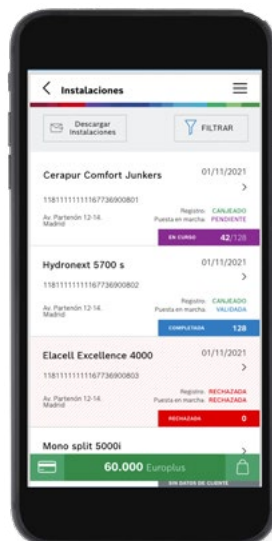 Instalaciones
Descargar
Instalaciones
FILTRAR
Cerapur Comfort Junkers 01/11/2021
Av. Partenón 12-14.
Madrid
Registro: CANJEADO
Puesta en marcha: PENDIENTE
EN CURSO 42/128
Hydronext 5700 s 01/11/2021
Av. Partenón 12-14.
Madrid
Registro: CANJEADO
Puesta en marcha: VALIDADA
COMPLETADA 128
Elacell Excellence 4000 01/11/2021
Av. Partenón 12-14.
Madrid
Registro: RECHAZADA
Puesta en marcha: RECHAZADA
RECHAZADA 0
Mono split 5000i
60.000 Europlus
SIN DATOS DE CLIENTE